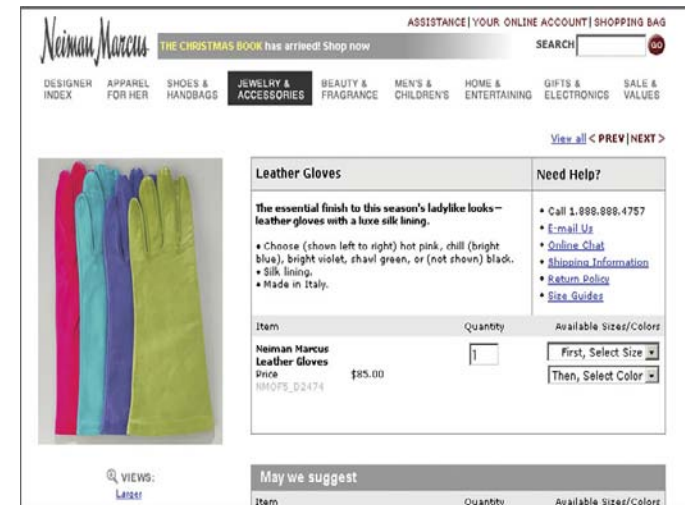 ASSISTANCE | YOUR ONLINE ACCOUNT | SHOPPING BAG
Neiman Marcus
THE CHRISTMAS BOOK has arrived! Shop now
SEARCH
GO
DESIGNER INDEX
APPAREL FOR HER
SHOES & HANDBAGS
JEWELRY & ACCESSORIES
BEAUTY & FRAGRANCE
MEN'S & CHILDREN'S
HOME & ENTERTAINING
GIFTS & ELECTRONICS
SALE & VALUES
View all < PREV | NEXT >
Leather Gloves
The essential finish to this season's ladylike looks—
leather gloves with a luxe silk lining.
• Choose (shown left to right) hot pink, chill (bright
blue), bright violet, shawl green, or (not shown) black.
• Silk lining.
• Made in Italy.
Need Help?
• Call 1.888.888.4757
• E-mail Us
• Online Chat
• Shipping Information
• Return Policy
• Size Guides
Item Quantity Available Sizes/Colors
Neiman Marcus
Leather Gloves
Price $85.00
NMOF5_D2474
1
First, Select Size
Then, Select Color
VIEWS:
Larger
May we suggest
Item Quantity Available Sizes/Colors